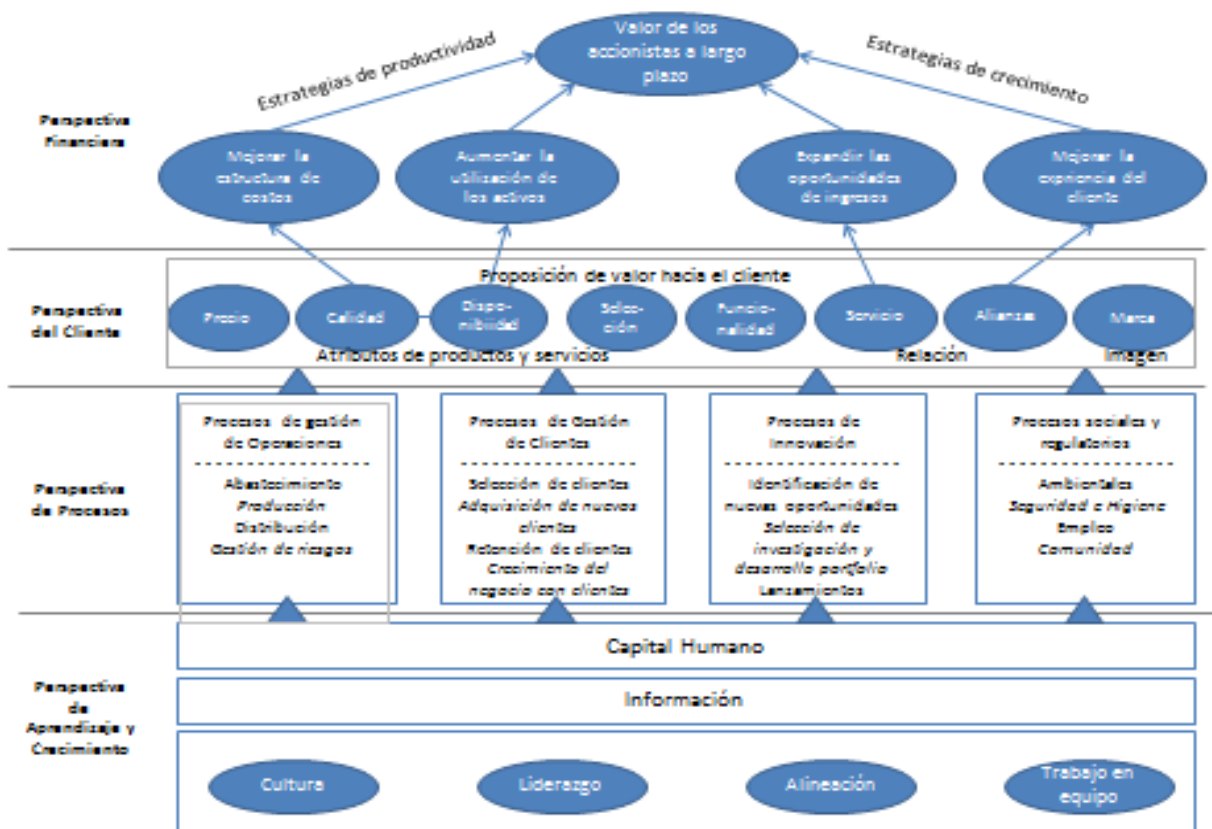 Valor de los
accionistas a largo
plazo
Estrategias de productividad
Estrategias de crecimiento
Perspectiva
Financiera
Mejorar la
estructura de
costos
Aumentar la
utilización de
los activos
Expandir las
oportunidades
de ingresos
Mejorar la
expriencia del
cliente
Proposición de valor hacia el cliente
Perspectiva
del Cliente
Precio
Calidad
Dispo-
nibiidad
Selec-
ción
Funcio-
nalidad
Servicio
Alianzas
Marca
Atributos de productos y servicios
Relación
Imagen
Perspectiva
de Procesos
Procesos de gestión
de Operaciones
Abastecimiento
Producción
Distribución
Gestión de riesgos
Procesos de Gestión
de Clientes
Selección de clientes
Adquisición de nuevos
clientes
Retención de clientes
Crecimiento del
negocio con clientes
Procesos de
Innovación
Identificación de
nuevas oportunidades
Selección de
investigación y
desarrollo portfolio
Lanzamientos
Procesos sociales y
regulatorios
Ambientales
Seguridad e Higiene
Empleo
Comunidad
Perspectiva
de
Aprendizaje y
Crecimiento
Capital Humano
Información
Cultura
Liderazgo
Alineación
Trabajo en
equipo